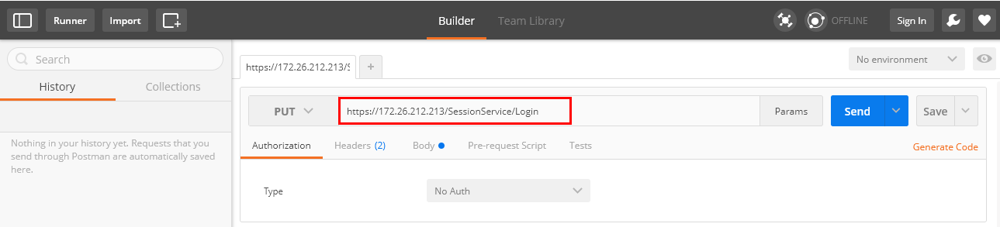 Runner Import Builder Team Library OFFLINE Sign In
Search
History Collections
Nothing in your history yet. Requests that you
send through Postman are automatically saved
here.
https://172.26.212.213/S + No environment
PUT https://172.26.212.213/SessionService/Login Params Send Save
Authorization Headers (2) Body Pre-request Script Tests Generate Code
Type No Auth